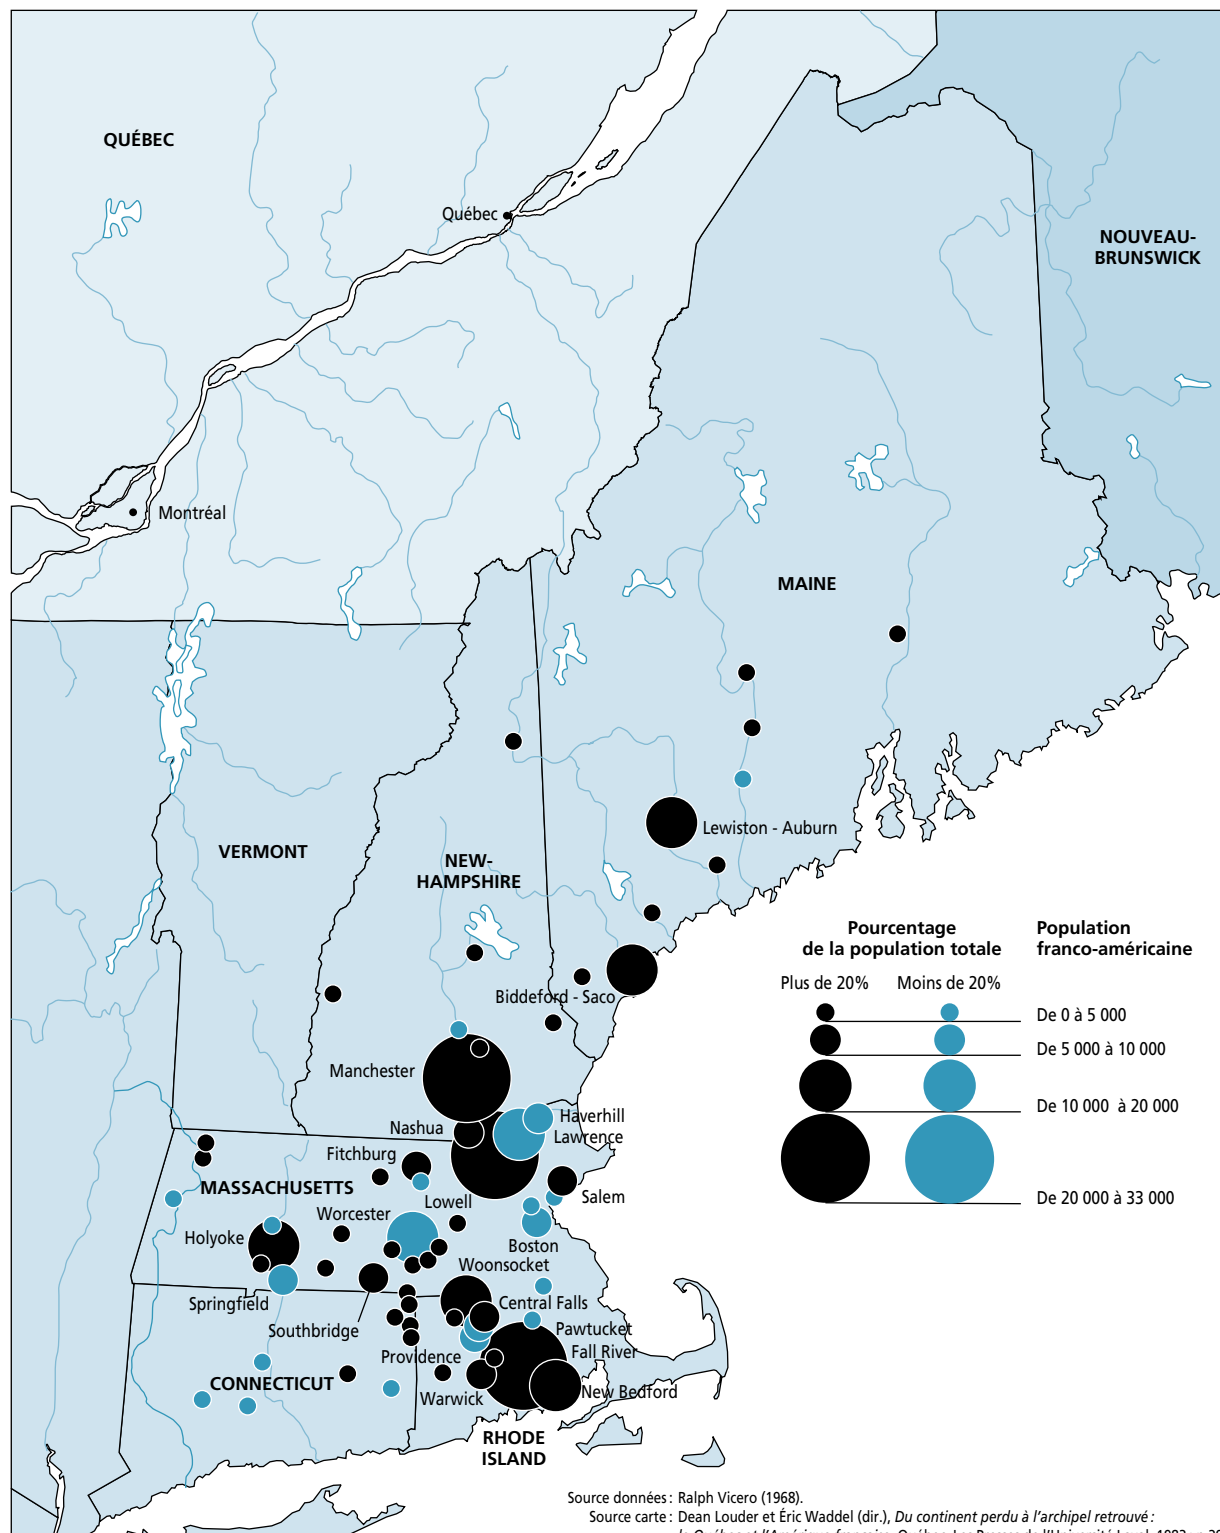 QUÉBEC
Québec
NOUVEAU-
BRUNSWICK
Montréal
MAINE
Lewiston - Auburn
VERMONT
NEW-
HAMPSHIRE
Pourcentage
de la population totale
Population
franco-américaine
Plus de 20%
Moins de 20%
De 0 à 5 000
De 5 000 à 10 000
De 10 000 à 20 000
De 20 000 à 33 000
Biddeford - Saco
Manchester
Nashua
Haverhill
Lawrence
Fitchburg
MASSACHUSETTS
Lowell
Salem
Worcester
Holyoke
Boston
Woonsocket
Springfield
Central Falls
Southbridge
Pawtucket
Providence
Fall River
CONNECTICUT
Warwick
New Bedford
RHODE
ISLAND
Source données : Ralph Vicero (1968).
Source carte : Dean Louder et Éric Waddel (dir.), Du continent perdu à l'archipel retrouvé :